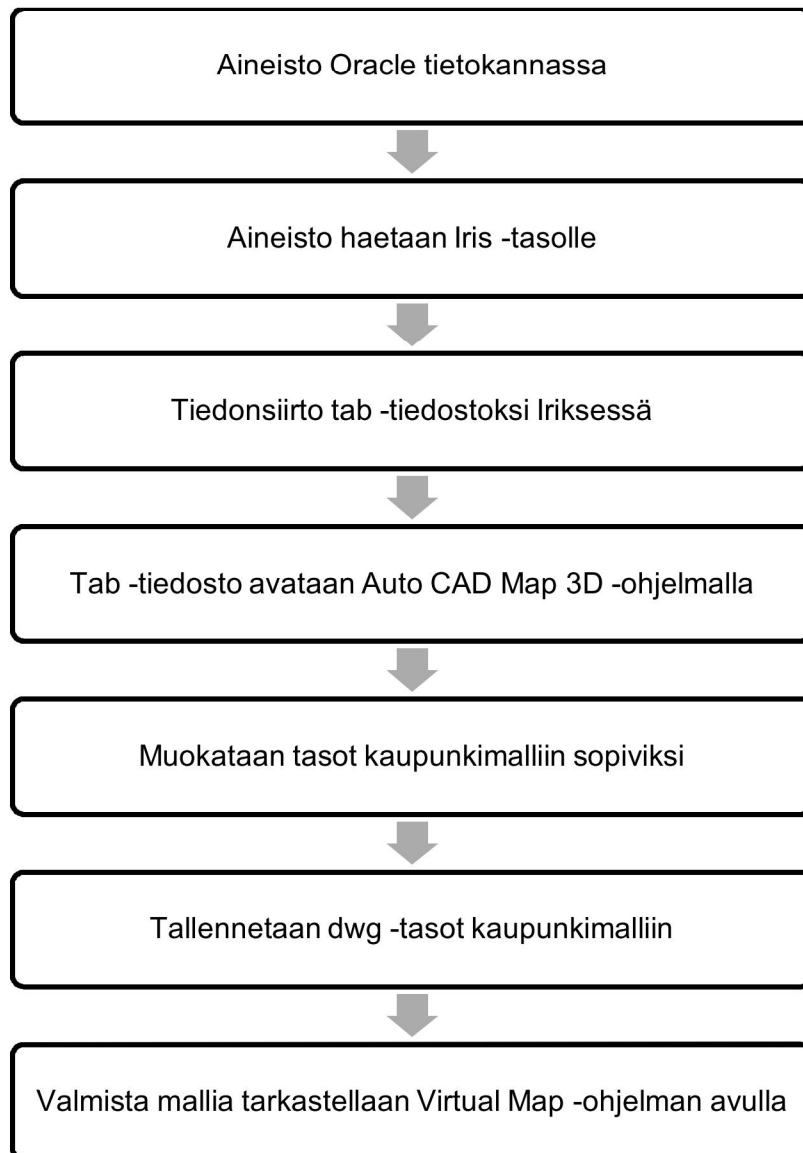 Aineisto Oracle tietokannassa
Aineisto haetaan Iris -tasolle
Tiedonsiirto tab -tiedostoksi Iriksessä
Tab -tiedosto avataan Auto CAD Map 3D -ohjelmalla
Muokataan tasot kaupunkimalliin sopiviksi
Tallennetaan dwg -tasot kaupunkimalliin
Valmista mallia tarkastellaan Virtual Map -ohjelman avulla